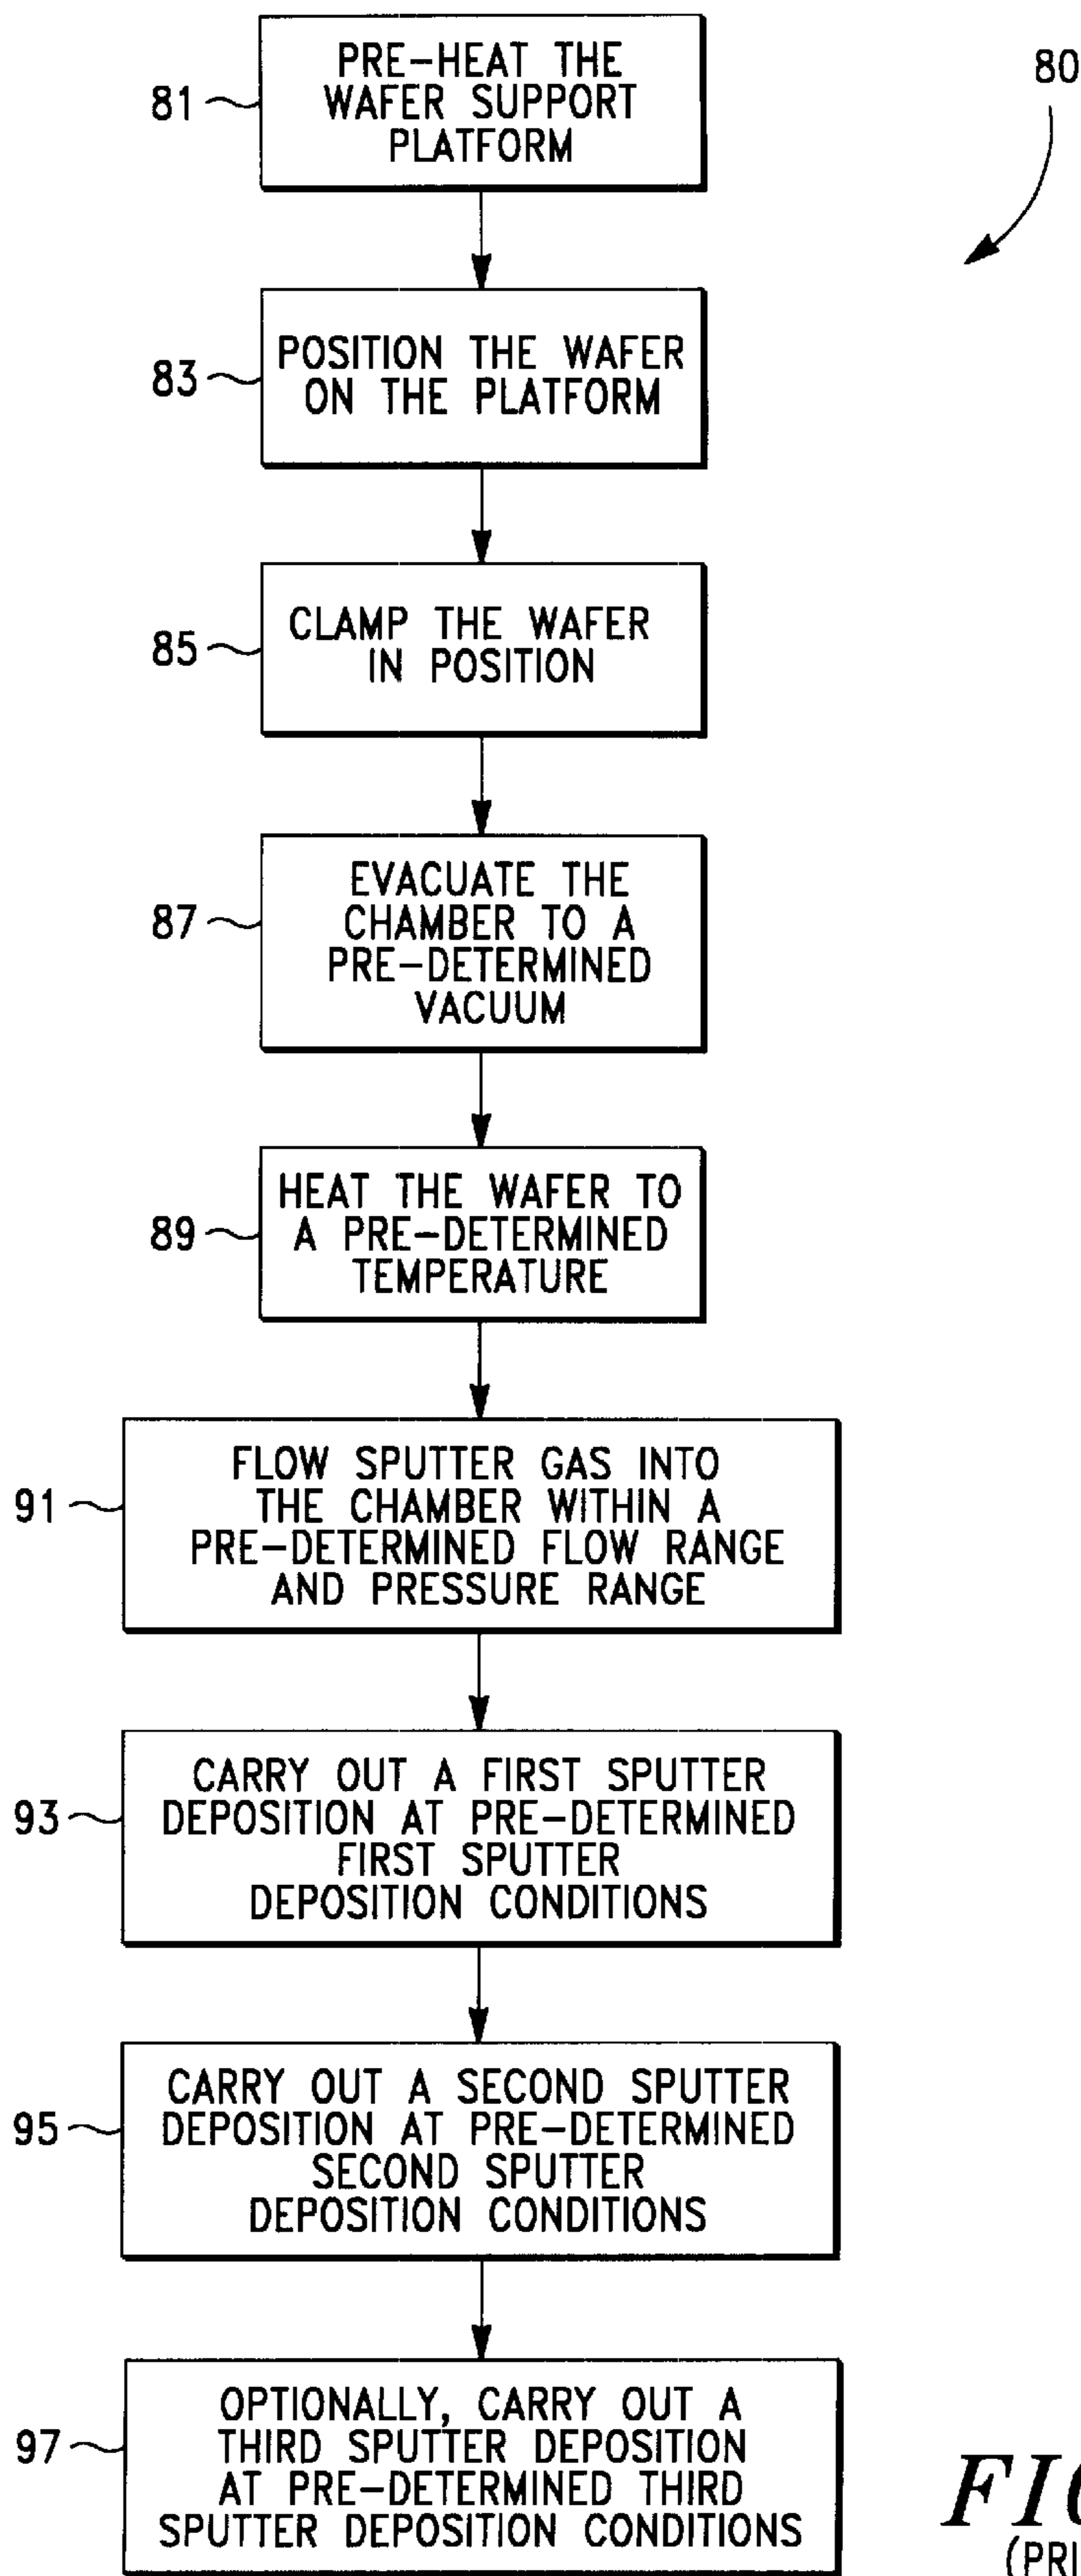 80
81
PRE-HEAT THE
WAFER SUPPORT
PLATFORM
83
POSITION THE WAFER
ON THE PLATFORM
85
CLAMP THE WAFER
IN POSITION
87
EVACUATE THE
CHAMBER TO A
PRE-DETERMINED
VACUUM
89
HEAT THE WAFER TO
A PRE-DETERMINED
TEMPERATURE
91
FLOW SPUTTER GAS INTO
THE CHAMBER WITHIN A
PRE-DETERMINED FLOW RANGE
AND PRESSURE RANGE
93
CARRY OUT A FIRST SPUTTER
DEPOSITION AT PRE-DETERMINED
FIRST SPUTTER
DEPOSITION CONDITIONS
95
CARRY OUT A SECOND SPUTTER
DEPOSITION AT PRE-DETERMINED
SECOND SPUTTER
DEPOSITION CONDITIONS
97
OPTIONALLY, CARRY OUT A
THIRD SPUTTER DEPOSITION
AT PRE-DETERMINED THIRD
SPUTTER DEPOSITION CONDITIONS